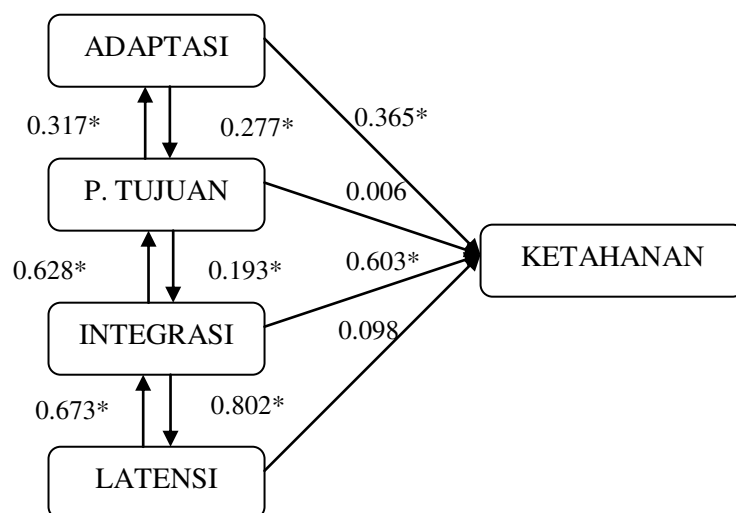 ADAPTASI
0.317*
0.277*
0.365*
P. TUJUAN
0.006
0.628*
0.193*
0.603*
KETAHANAN
INTEGRASI
0.098
0.673*
0.802*
LATENSI